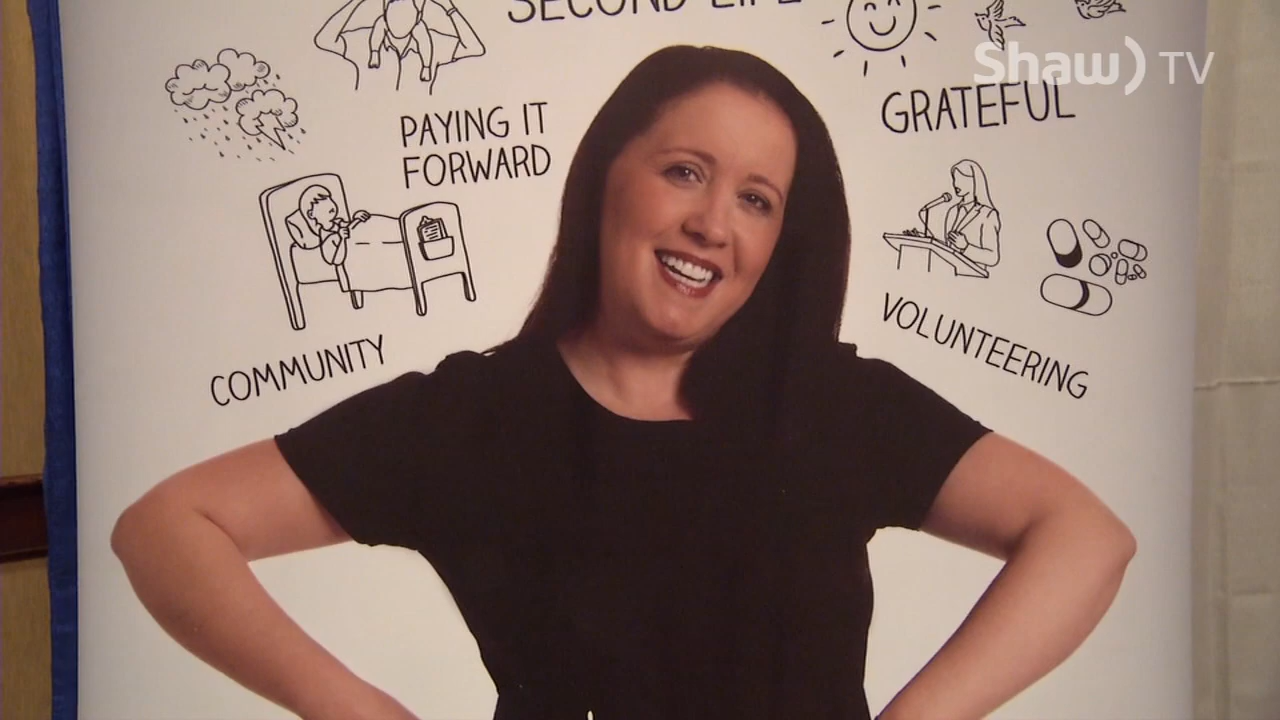 SECOND LIFE
Shaw) TV
PAYING IT
FORWARD
GRATEFUL
COMMUNITY
VOLUNTEERING